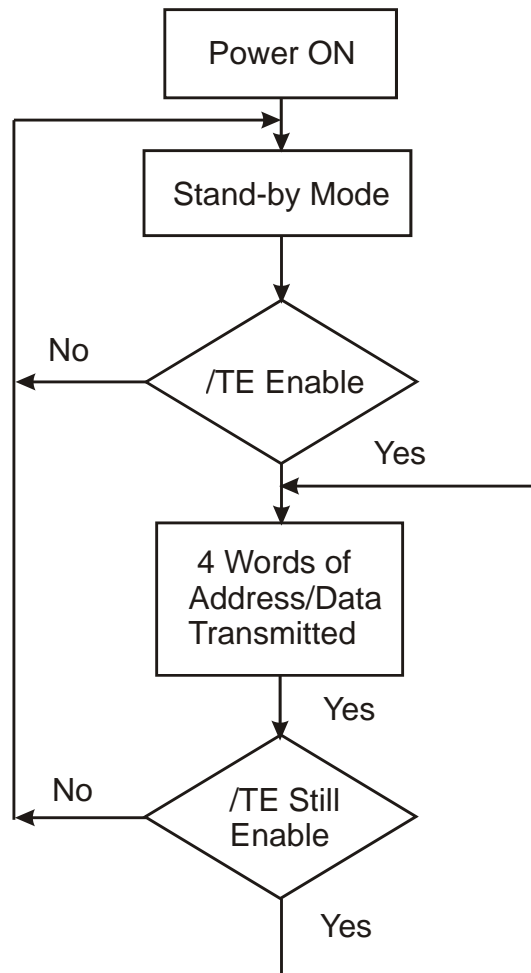 Power ON
Stand-by Mode
No
/TE Enable
Yes
4 Words of
Address/Data
Transmitted
Yes
No
/TE Still
Enable
Yes